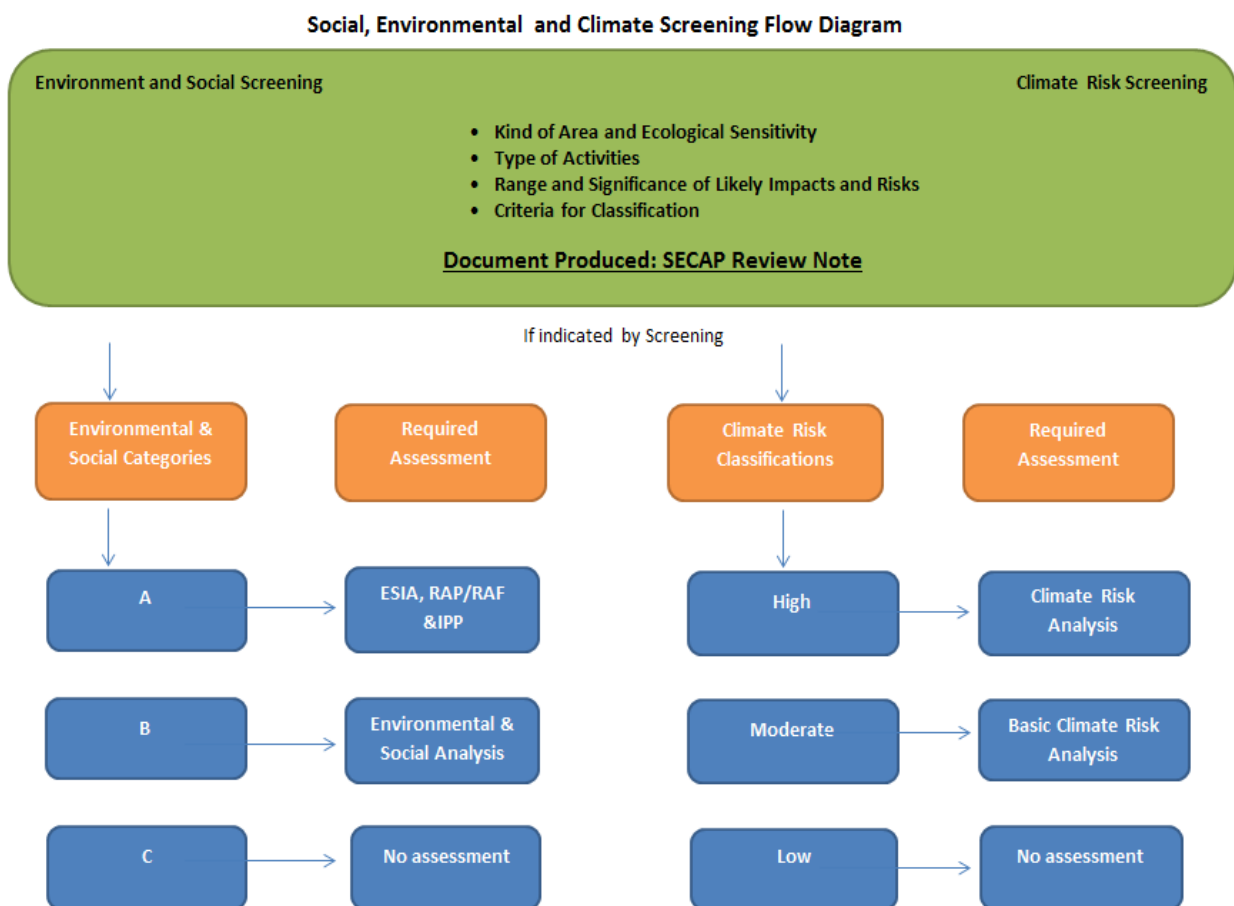 Social, Environmental and Climate Screening Flow Diagram
Environment and Social Screening
Climate Risk Screening
• Kind of Area and Ecological Sensitivity
• Type of Activities
• Range and Significance of Likely Impacts and Risks
• Criteria for Classification
Document Produced: SECAP Review Note
If indicated by Screening
Environmental &
Social Categories
Required
Assessment
Climate Risk
Classifications
Required
Assessment
A
ESIA, RAP/RAF
&IPP
High
Climate Risk
Analysis
B
Environmental &
Social Analysis
Moderate
Basic Climate Risk
Analysis
C
No assessment
Low
No assessment